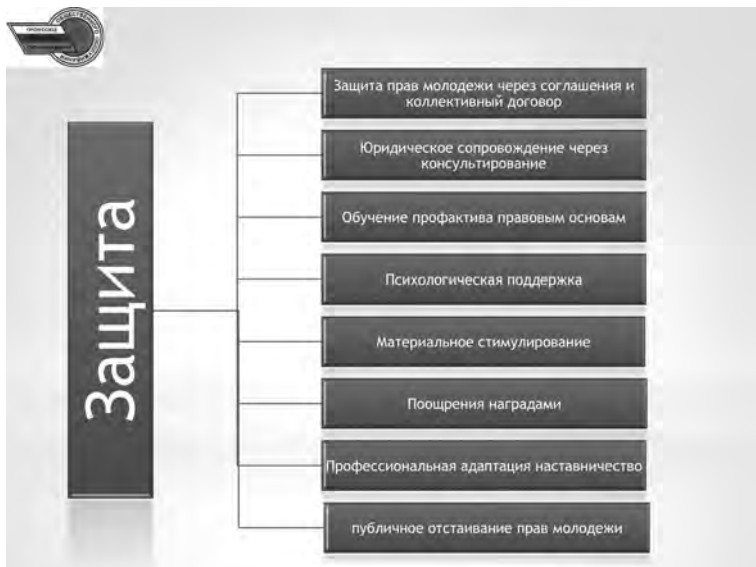 Защита
Защита прав молодежи через соглашения и
коллективный договор
Юридическое сопровождение через
консультирование
Обучение профактива правовым основам
Психологическая поддержка
Материальное стимулирование
Поощрения наградами
Профессиональная адаптация наставничество
публичное отстаивание прав молодежи